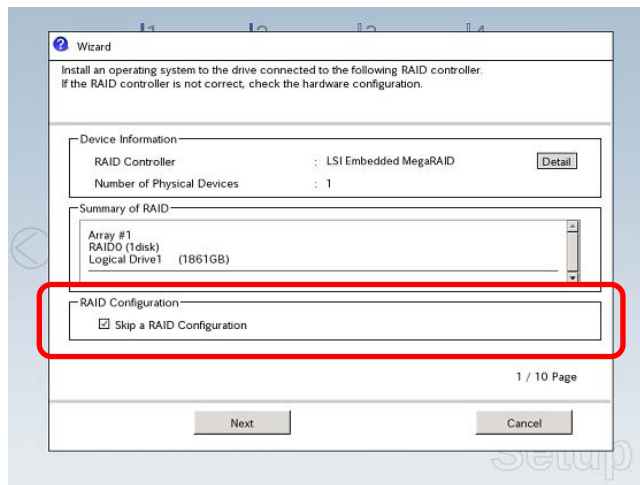 Wizard
Install an operating system to the drive connected to the following RAID controller.
If the RAID controller is not correct, check the hardware configuration.
Device Information
RAID Controller : LSI Embedded MegaRAID Detail
Number of Physical Devices : 1
Summary of RAID
Array #1
RAID0 (1disk)
Logical Drive1 (1861GB)
RAID Configuration
Skip a RAID Configuration
1 / 10 Page
Next Cancel
Setup